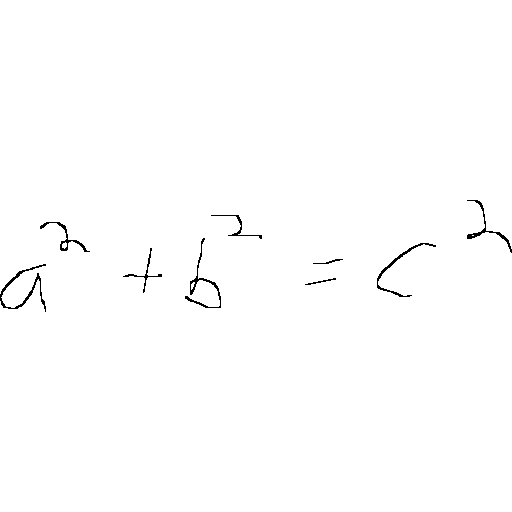 a² + b² = c²